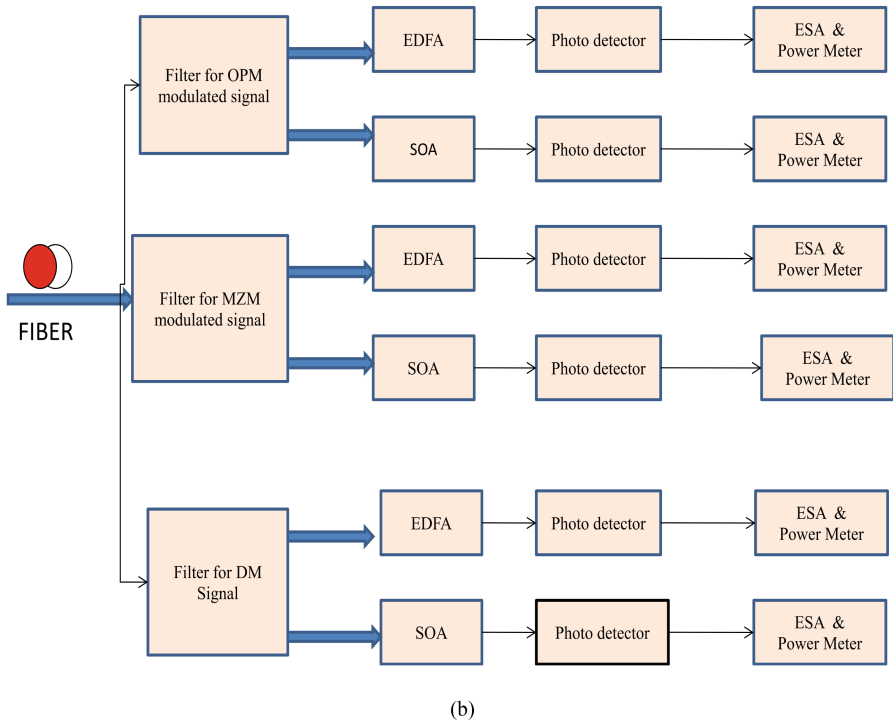 EDFA
Photo detector
ESA &
Power Meter
Filter for OPM
modulated signal
SOA
Photo detector
ESA &
Power Meter
FIBER
Filter for MZM
modulated signal
EDFA
Photo detector
ESA &
Power Meter
SOA
Photo detector
ESA &
Power Meter
Filter for DM
Signal
EDFA
Photo detector
ESA &
Power Meter
SOA
Photo detector
ESA &
Power Meter
(b)